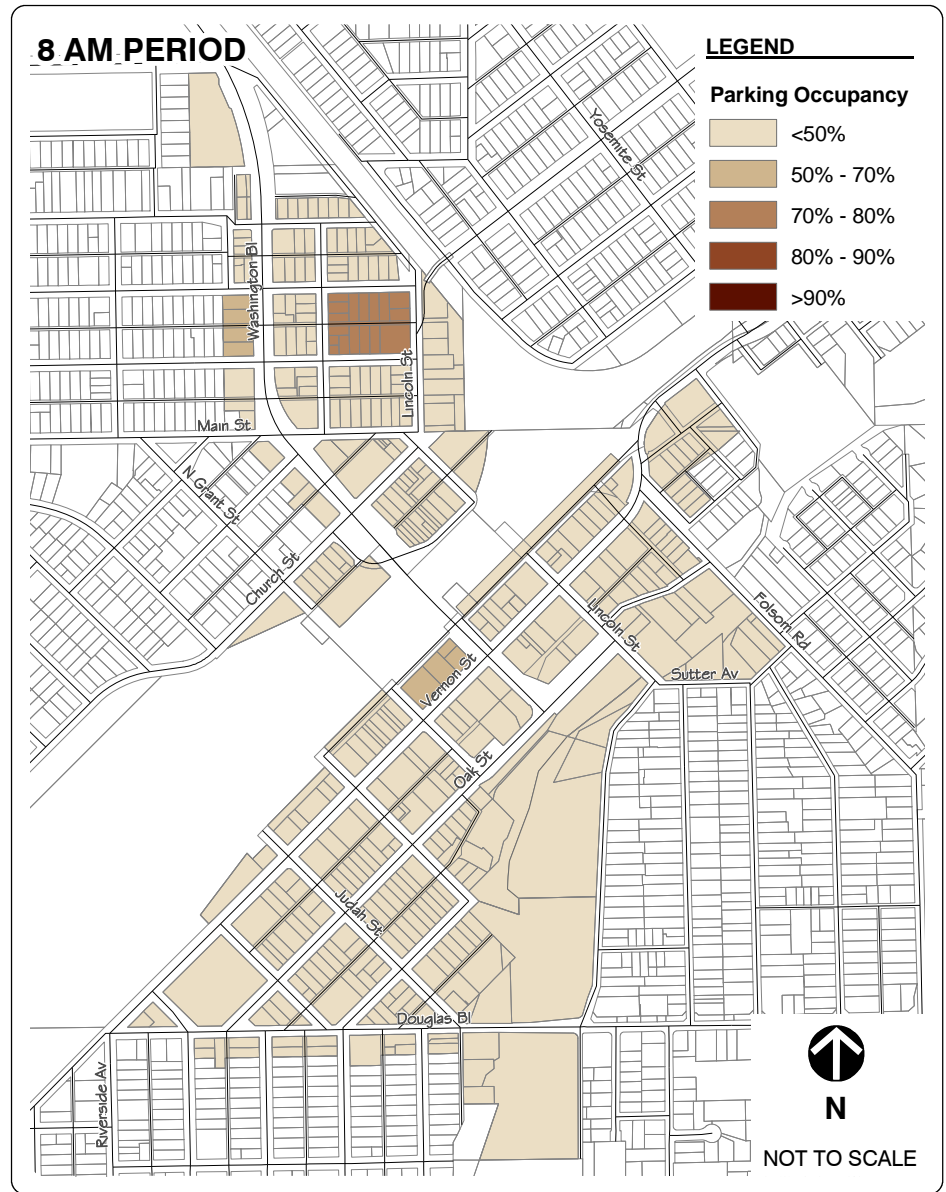 8 AM PERIOD
LEGEND
Parking Occupancy
<50%
50% - 70%
70% - 80%
80% - 90%
>90%
Yosemite St
Washington Bl
Lincoln St
Main St
N Grant St
Church St
Lincoln St
Folsom Rd
Sutter Av
Vernon St
Oak St
Judah St
Douglas Bl
Riverside Av
N
NOT TO SCALE